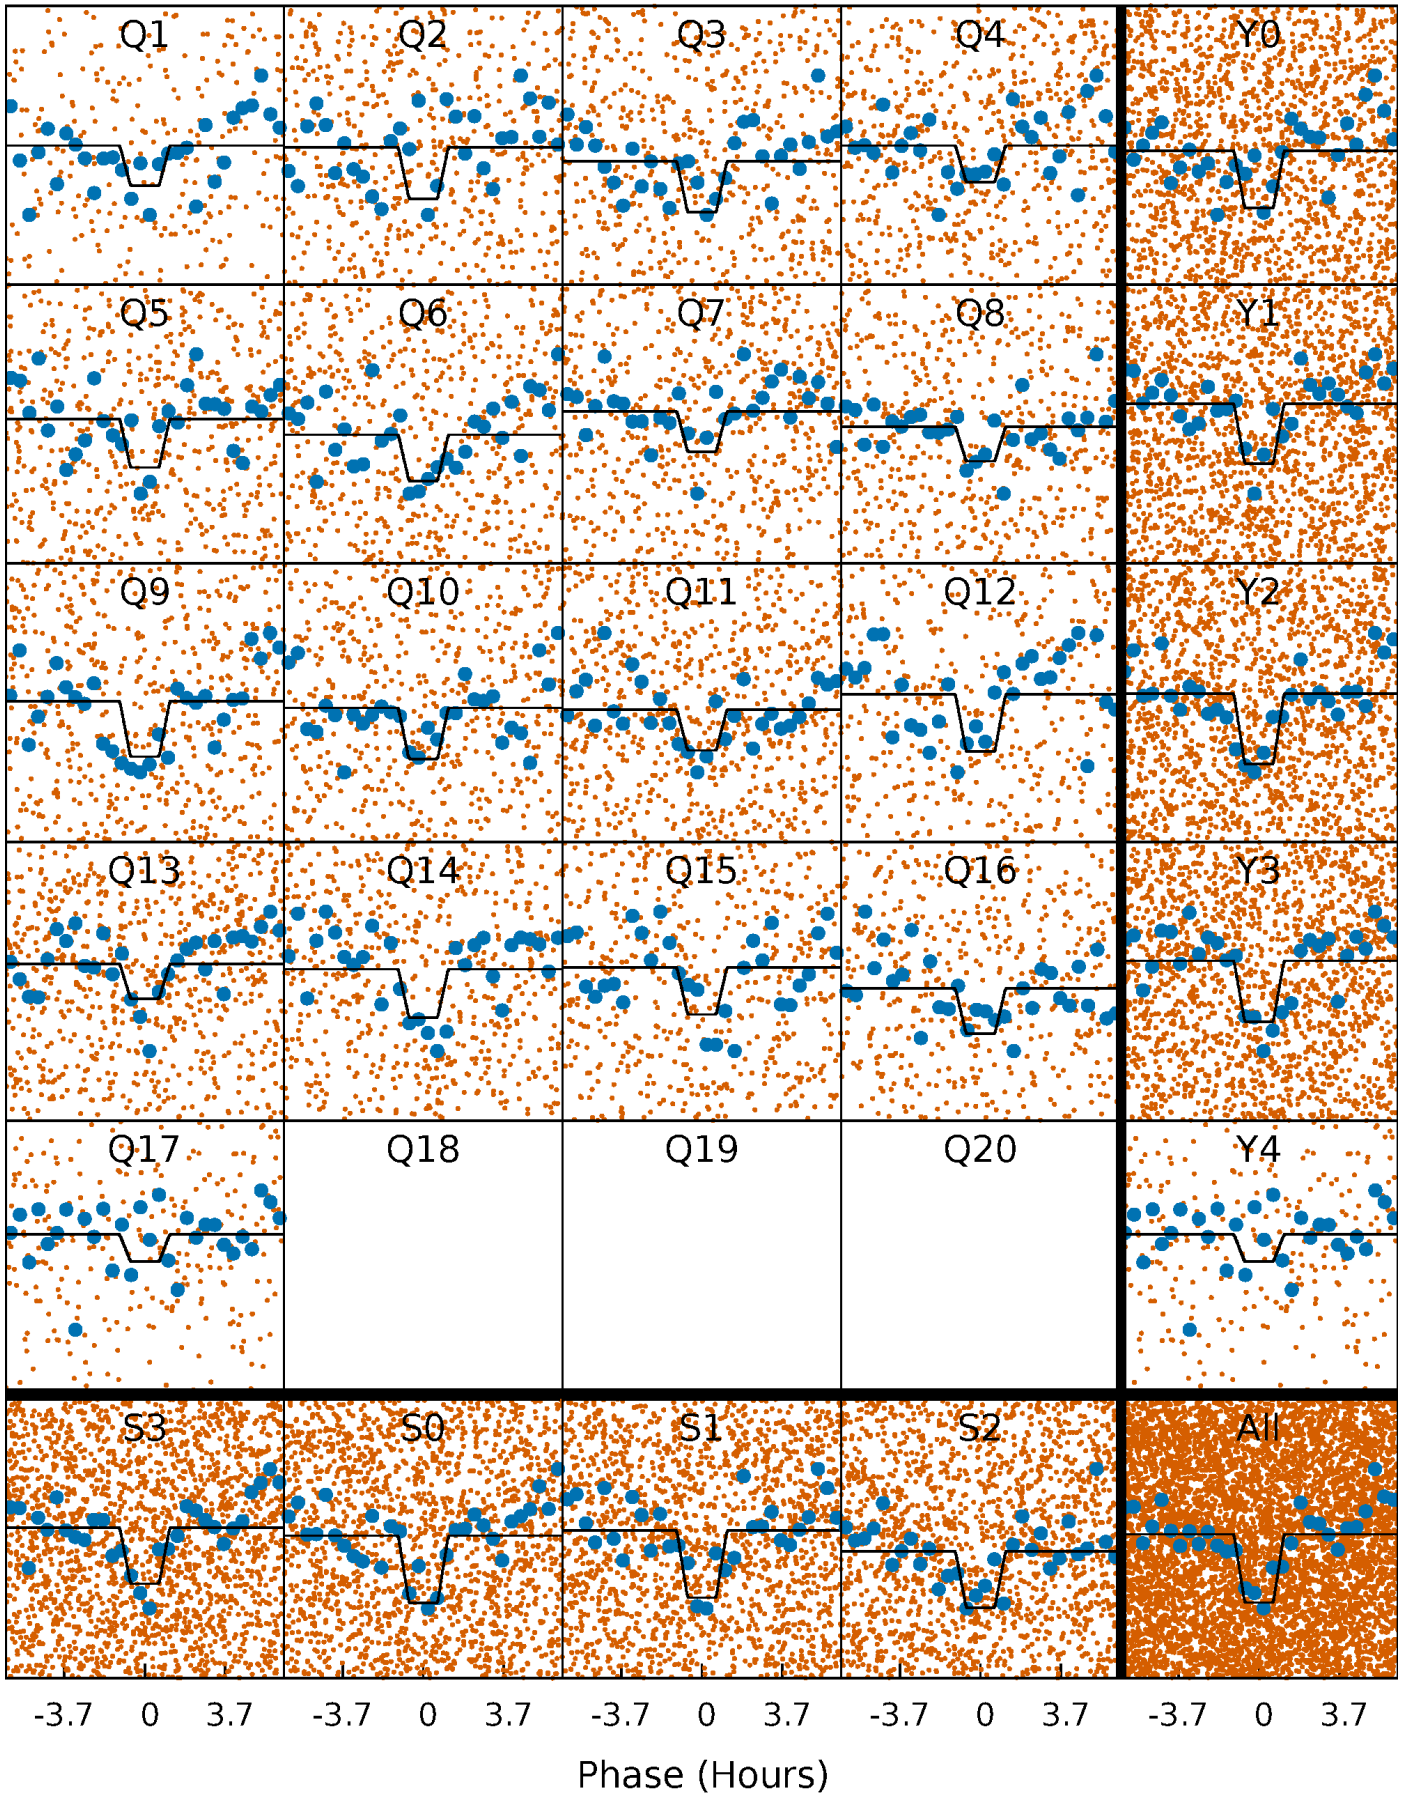 Q1 Q2 Q3 Q4 Y0
Q5 Q6 Q7 Q8 Y1
Q9 Q10 Q11 Q12 Y2
Q13 Q14 Q15 Q16 Y3
Q17 Q18 Q19 Q20 Y4
S3 S0 S1 S2 All
-3.7 0 3.7 -3.7 0 3.7 -3.7 0 3.7 -3.7 0 3.7 -3.7 0 3.7
Phase (Hours)